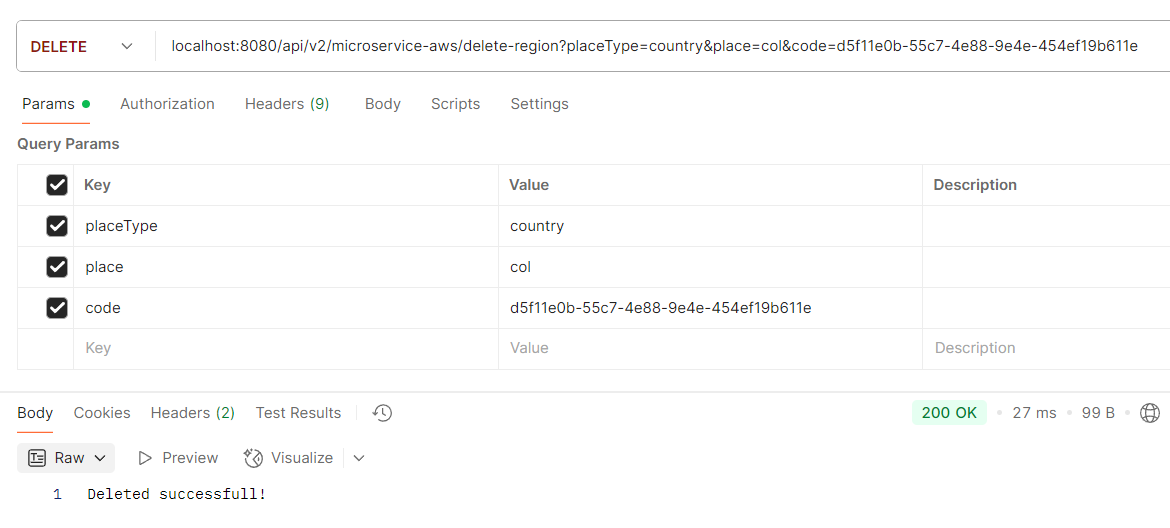 DELETE localhost:8080/api/v2/microservice-aws/delete-region?placeType=country&place=col&code=d5f11e0b-55c7-4e88-9e4e-454ef19b611e
Params Authorization Headers (9) Body Scripts Settings
Query Params
Key Value Description
placeType country
place col
code d5f11e0b-55c7-4e88-9e4e-454ef19b611e
Key Value Description
Body Cookies Headers (2) Test Results 200 OK • 27 ms • 99 B •
Raw Preview Visualize
1 Deleted successfull!